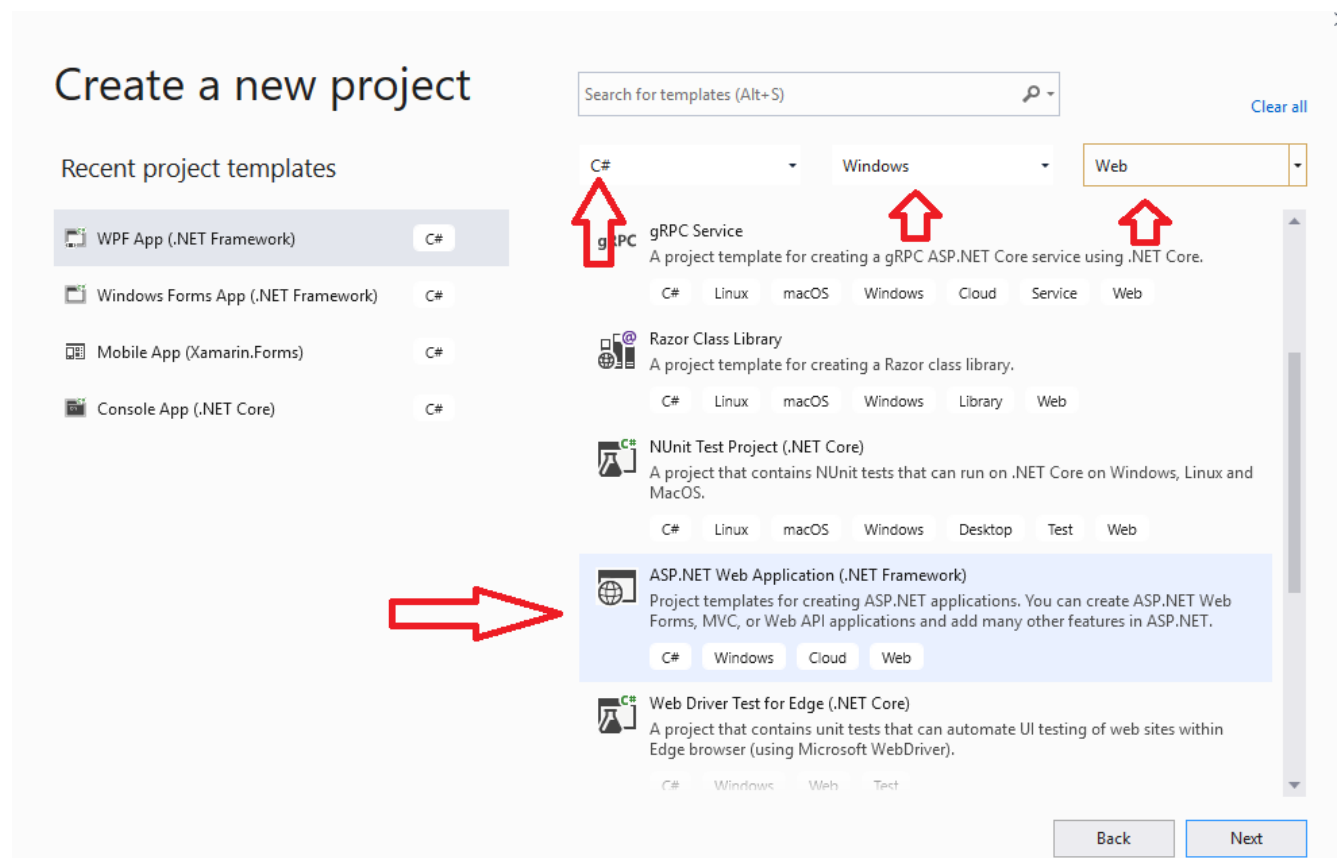 Create a new project
Search for templates (Alt+S)
Clear all
Recent project templates
C#
Windows
Web
WPF App (.NET Framework)
C#
Windows Forms App (.NET Framework)
C#
Mobile App (Xamarin.Forms)
C#
Console App (.NET Core)
C#
gRPC
gRPC Service
A project template for creating a gRPC ASP.NET Core service using .NET Core.
C# Linux macOS Windows Cloud Service Web
Razor Class Library
A project template for creating a Razor class library.
C# Linux macOS Windows Library Web
C#
NUnit Test Project (.NET Core)
A project that contains NUnit tests that can run on .NET Core on Windows, Linux and
MacOS.
C# Linux macOS Windows Desktop Test Web
ASP.NET Web Application (.NET Framework)
Project templates for creating ASP.NET applications. You can create ASP.NET Web
Forms, MVC, or Web API applications and add many other features in ASP.NET.
C# Windows Cloud Web
C#
Web Driver Test for Edge (.NET Core)
A project that contains unit tests that can automate UI testing of web sites within
Edge browser (using Microsoft WebDriver).
C# Windows Web Test
Back
Next